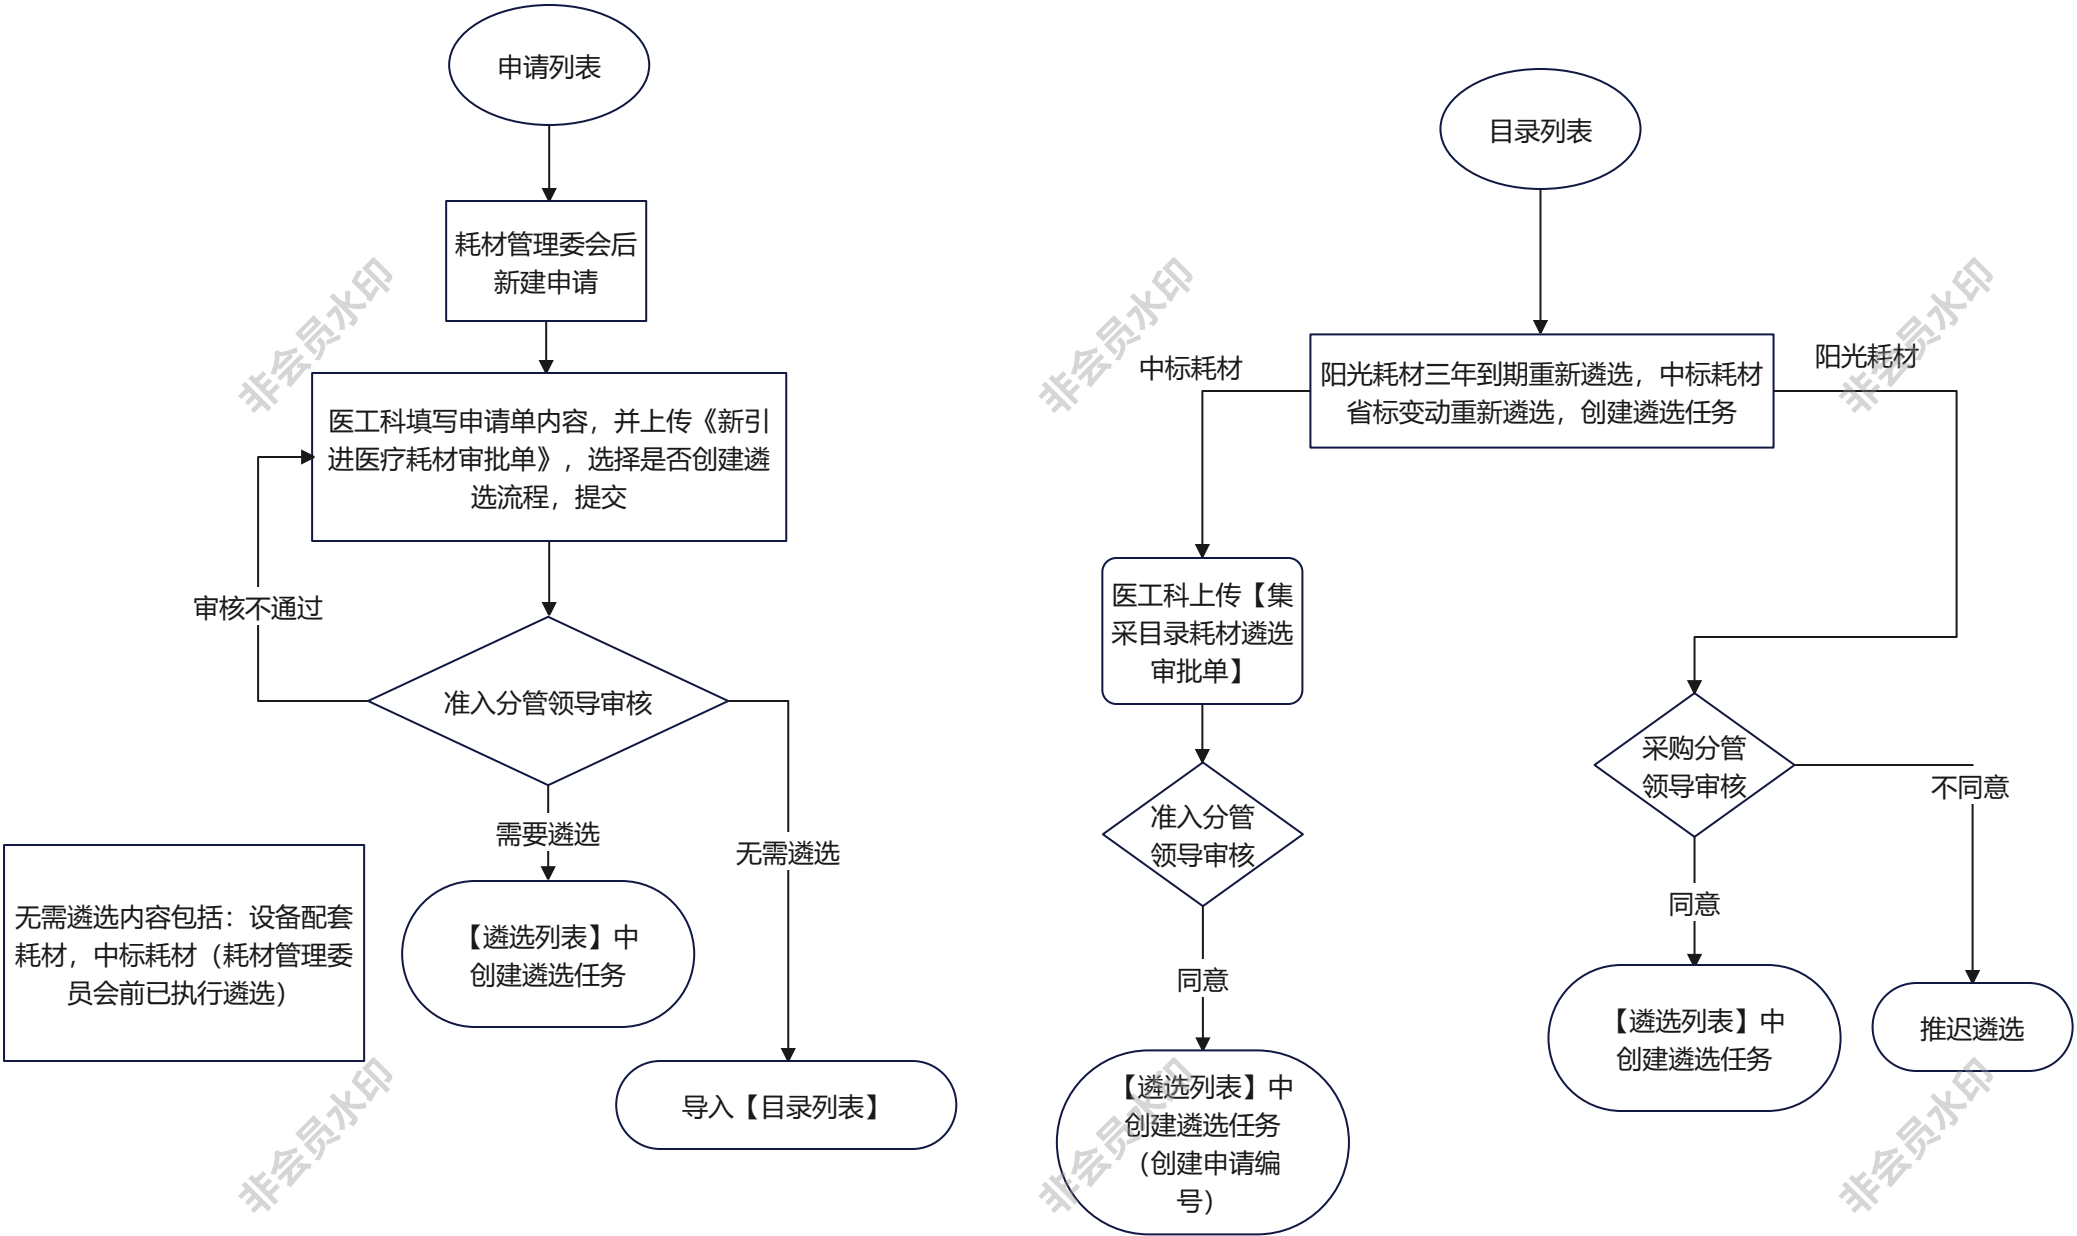 申请列表
耗材管理委会后
新建申请
医工科填写申请单内容，并上传《新引
进医疗耗材审批单》，选择是否创建遴
选流程，提交
审核不通过
准入分管领导审核
需要遴选
无需遴选
无需遴选内容包括：设备配套
耗材，中标耗材（耗材管理委
员会前已执行遴选）
【遴选列表】中
创建遴选任务
导入【目录列表】
目录列表
中标耗材
阳光耗材三年到期重新遴选，中标耗材
省标变动重新遴选，创建遴选任务
阳光耗材
医工科上传【集
采目录耗材遴选
审批单】
准入分管
领导审核
同意
【遴选列表】中
创建遴选任务
（创建申请编
号）
采购分管
领导审核
不同意
同意
【遴选列表】中
创建遴选任务
推迟遴选
非会员水印
非会员水印
非会员水印
非会员水印
非会员水印
非会员水印